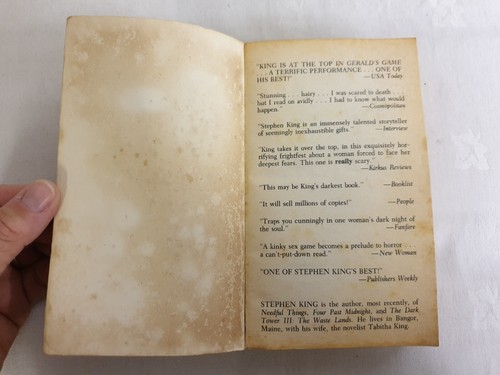 "KING IS AT THE TOP IN GERALD'S GAME
. . . A TERRIFIC PERFORMANCE . . . ONE OF
HIS BEST!" —USA Today
"Stunning . . . hairy . . . I was scared to death . . .
but I read on avidly . . . I had to know what would
happen." —Cosmopolitan
"Stephen King is an immensely talented storyteller
of seemingly inexhaustible gifts." —Interview
"King takes it over the top, in this exquisitely hor-
rifying frightfest about a woman forced to face her
deepest fears. This one is really scary."
—Kirkus Reviews
"This may be King's darkest book." —Booklist
"It will sell millions of copies!" —People
"Traps you cunningly in one woman's dark night of
the soul." —Fanfare
"A kinky sex game becomes a prelude to horror . . .
a can't-put-down read." —New Woman
"ONE OF STEPHEN KING'S BEST!"
—Publishers Weekly
STEPHEN KING is the author, most recently, of
Needful Things, Four Past Midnight, and The Dark
Tower III: The Waste Lands. He lives in Bangor,
Maine, with his wife, the novelist Tabitha King.